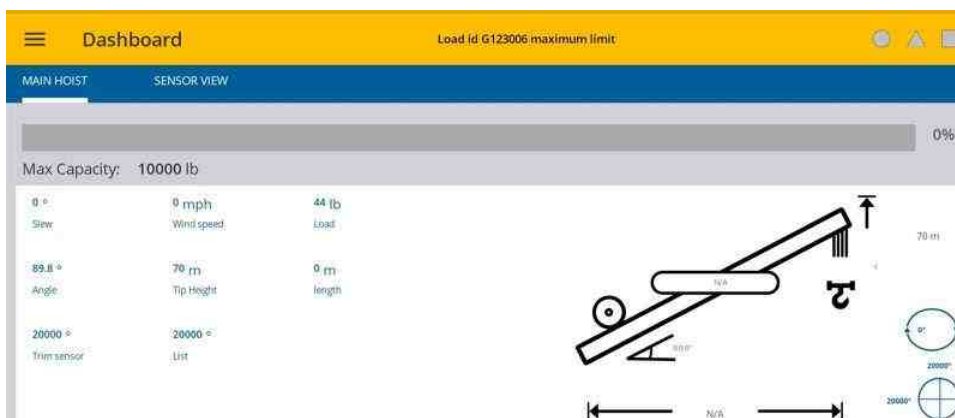 Dashboard
Load id G123006 maximum limit
MAIN HOIST
SENSOR VIEW
0%
Max Capacity: 10000 lb
0 °
0 mph
44 lb
Slew
Wind speed
Load
89.8 °
70 m
0 m
Angle
Tip Height
length
20000 °
20000 °
Trim sensor
List
N/A
70 m
0°
20000°
20000°
N/A